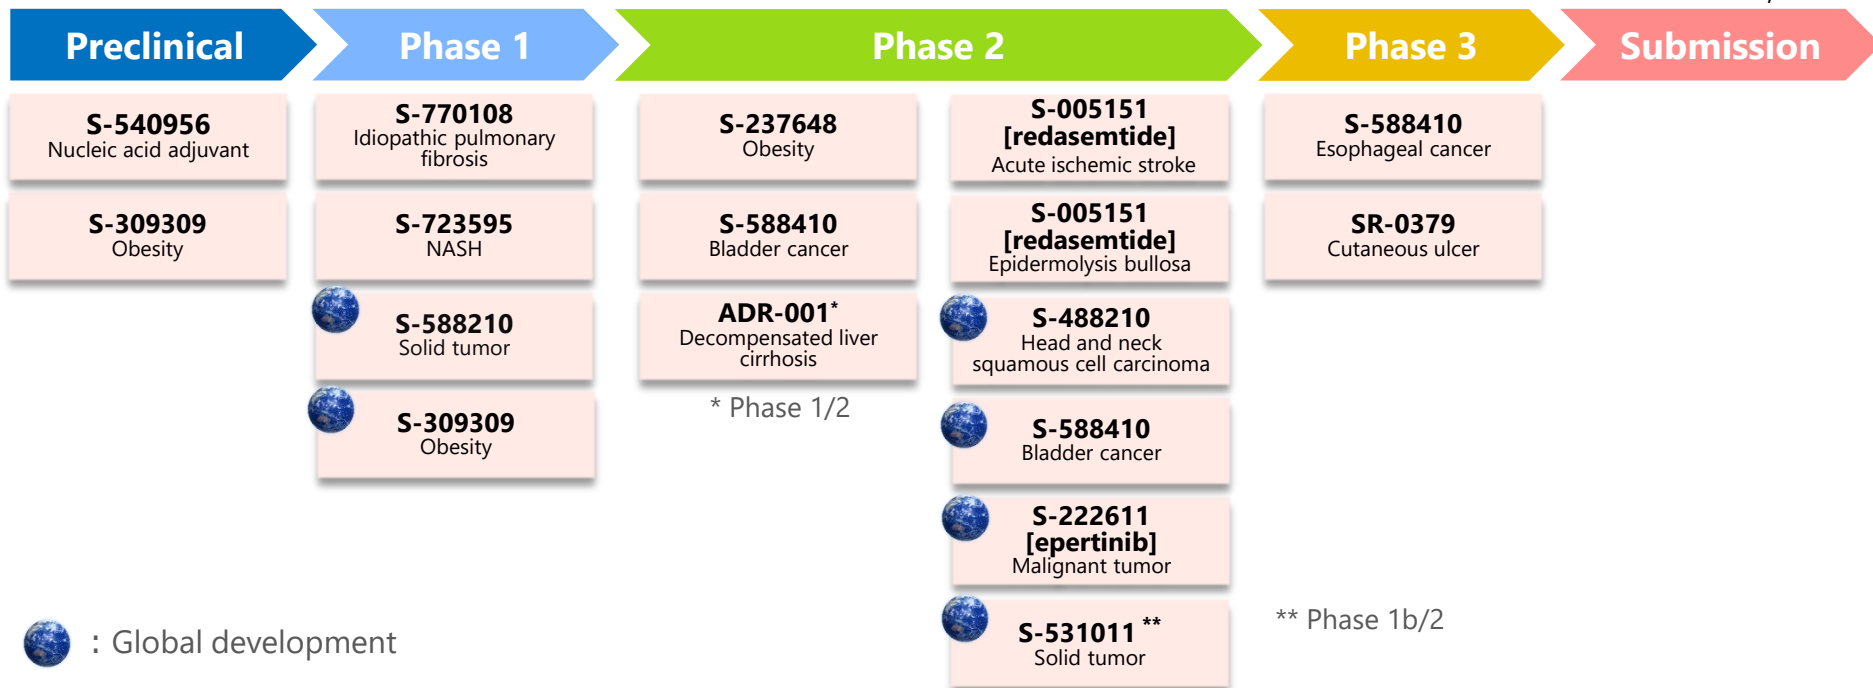 Preclinical
Phase 1
Phase 2
Phase 3
Submission
S-540956
Nucleic acid adjuvant
S-309309
Obesity
S-770108
Idiopathic pulmonary
fibrosis
S-723595
NASH
S-588210
Solid tumor
S-309309
Obesity
S-237648
Obesity
S-588410
Bladder cancer
ADR-001*
Decompensated liver
cirrhosis
* Phase 1/2
S-005151
[redasemtide]
Acute ischemic stroke
S-005151
[redasemtide]
Epidermolysis bullosa
S-488210
Head and neck
squamous cell carcinoma
S-588410
Bladder cancer
S-222611
[epertinib]
Malignant tumor
S-531011 **
Solid tumor
S-588410
Esophageal cancer
SR-0379
Cutaneous ulcer
** Phase 1b/2
: Global development